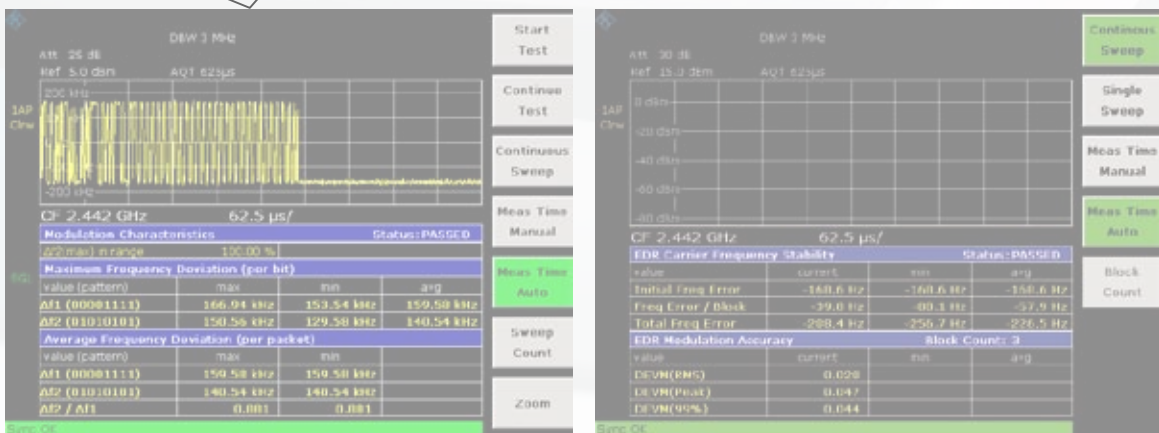 DBW 3 MHz
Att 25 dB
Ref 5.0 dBm AQT 625µs
200 kHz
1AP
Clrw
-200 kHz
CF 2.442 GHz 62.5 µs/
Modulation Characteristics Status: PASSED
Δf2(max) in range 100.00 %
Maximum Frequency Deviation (per bit)
value (pattern) max min avg
Δf1 (00001111) 166.94 kHz 153.54 kHz 159.58 kHz
Δf2 (01010101) 150.56 kHz 129.58 kHz 140.54 kHz
Average Frequency Deviation (per packet)
value (pattern) max min
Δf1 (00001111) 159.58 kHz 159.58 kHz
Δf2 (01010101) 140.54 kHz 140.54 kHz
Δf2 / Δf1 0.881 0.881
Sync OK
Start
Test
Continue
Test
Continuous
Sweep
Meas Time
Manual
Meas Time
Auto
Sweep
Count
Zoom
DBW 3 MHz
Att 30 dB
Ref 15.0 dBm AQT 625µs
1AP
Clrw
0 dBm
-20 dBm
-40 dBm
-60 dBm
-80 dBm
CF 2.442 GHz 62.5 µs/
EDR Carrier Frequency Stability Status: PASSED
value current min avg
Initial Freq Error -168.6 Hz -168.6 Hz -168.6 Hz
Freq Error / Block -39.8 Hz -88.1 Hz -57.9 Hz
Total Freq Error -208.4 Hz -256.7 Hz -226.5 Hz
EDR Modulation Accuracy Block Count: 3
value current min avg
DEVM(RMS) 0.020
DEVM(Peak) 0.047
DEVM(99%) 0.044
Sync OK
Continous
Sweep
Single
Sweep
Meas Time
Manual
Meas Time
Auto
Block
Count